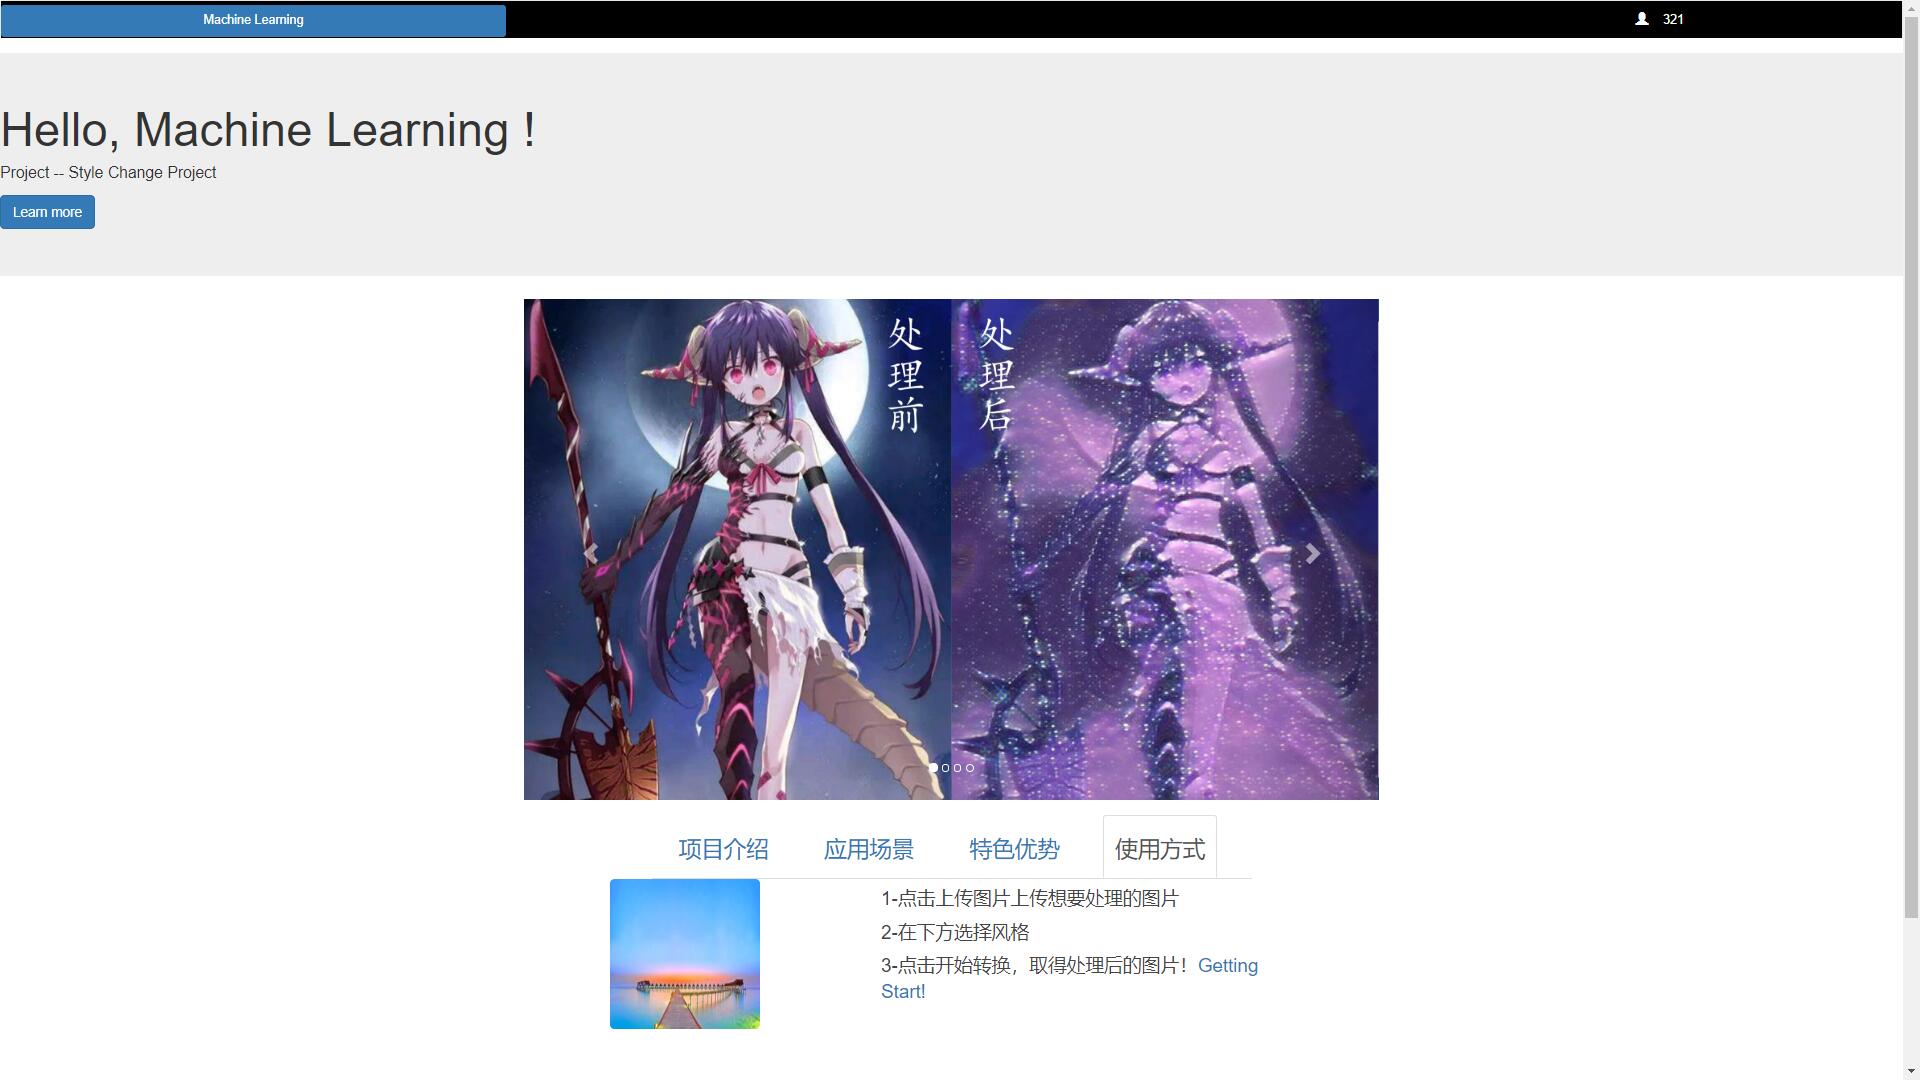 Machine Learning
321
Hello, Machine Learning !
Project -- Style Change Project
Learn more
处理前
处理后
项目介绍
应用场景
特色优势
使用方式
1-点击上传图片上传想要处理的图片
2-在下方选择风格
3-点击开始转换，取得处理后的图片！Getting
Start!